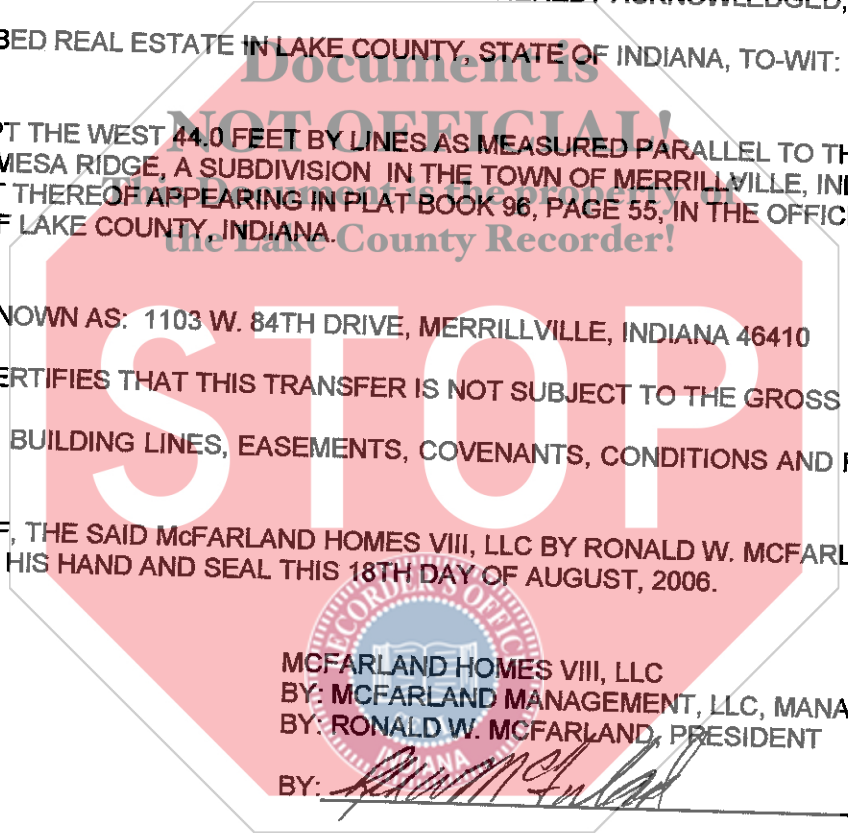 HEREBY ACKNOWLEDGED,
BED REAL ESTATE IN LAKE COUNTY, STATE OF INDIANA, TO-WIT:
Document is
NOT OFFICIAL!
PT THE WEST 44.0 FEET BY LINES AS MEASURED PARALLEL TO TH
MESA RIDGE, A SUBDIVISION IN THE TOWN OF MERRILLVILLE, IN
This Document is the property of
T THEREOF APPEARING IN PLAT BOOK 96, PAGE 55, IN THE OFFIC
F LAKE COUNTY, INDIANA.
the Lake County Recorder!
NOWN AS: 1103 W. 84TH DRIVE, MERRILLVILLE, INDIANA 46410
STOP
ERTIFIES THAT THIS TRANSFER IS NOT SUBJECT TO THE GROSS
BUILDING LINES, EASEMENTS, COVENANTS, CONDITIONS AND
F, THE SAID McFARLAND HOMES VIII, LLC BY RONALD W. MCFARL
HIS HAND AND SEAL THIS 18TH DAY OF AUGUST, 2006.
RECORDER'S OFFICE
MCFARLAND HOMES VIII, LLC
BY: MCFARLAND MANAGEMENT, LLC, MANA
BY: RONALD W. MCFARLAND, PRESIDENT
INDIANA
BY: